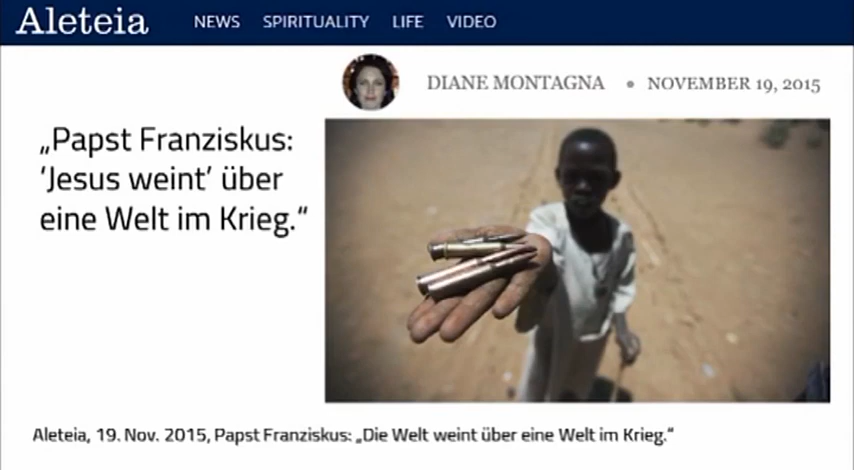 Aleteia NEWS SPIRITUALITY LIFE VIDEO
DIANE MONTAGNA • NOVEMBER 19, 2015
„Papst Franziskus:
‘Jesus weint’ über
eine Welt im Krieg.“
Aleteia, 19. Nov. 2015, Papst Franziskus: „Die Welt weint über eine Welt im Krieg.“